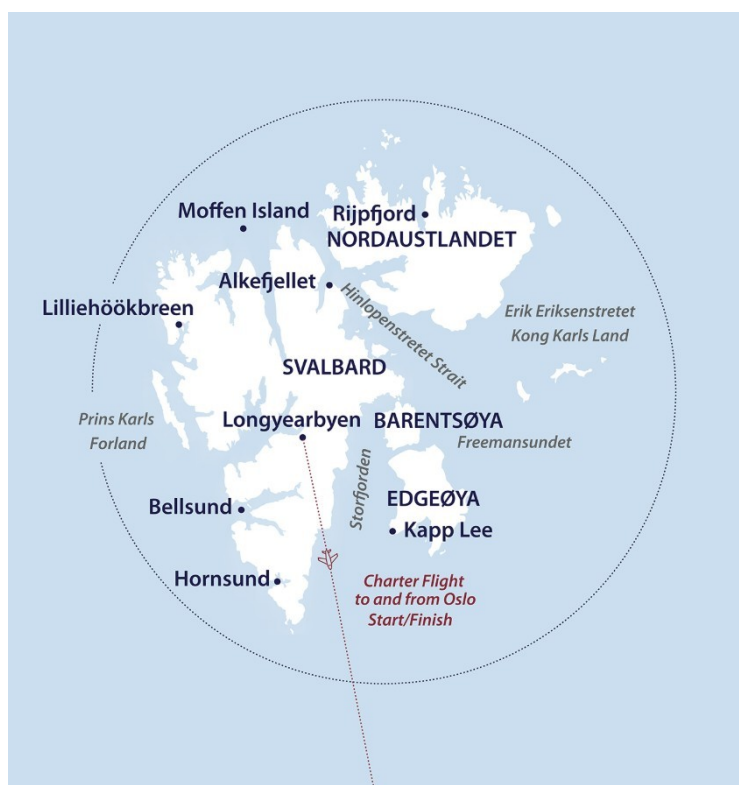 Moffen Island
Rijpfjord
NORDAUSTLANDET
Alkefjellet
Hinlopenstretet Strait
Lilliehöökbreen
Erik Eriksenstretet
Kong Karls Land
SVALBARD
Prins Karls
Forland
Longyearbyen
BARENTSØYA
Freemansundet
Storfjorden
EDGEØYA
Bellsund
Kapp Lee
Hornsund
Charter Flight
to and from Oslo
Start/Finish